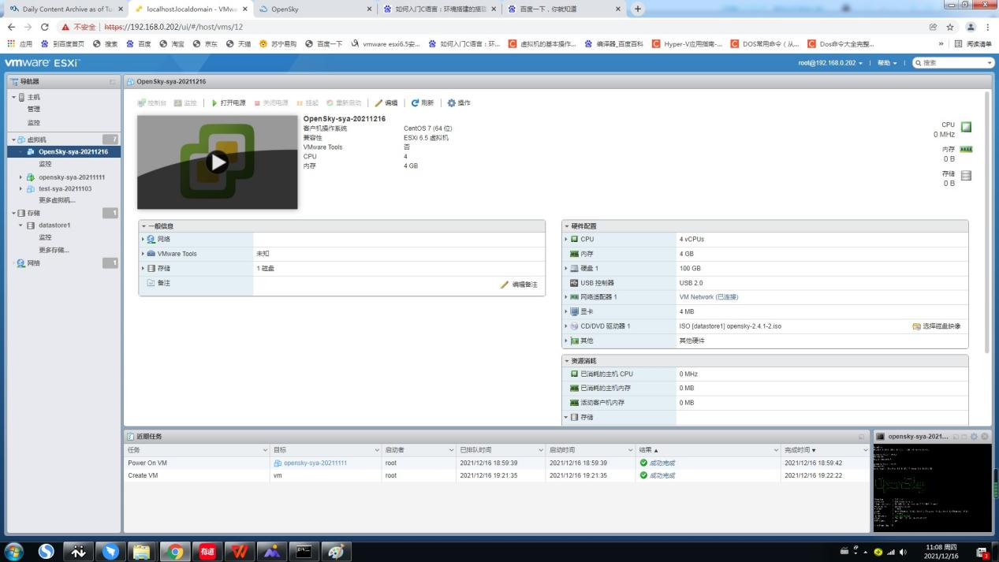 Daily Content Archive as of Tu
localhost.localdomain - VMwa
OpenSky
如何入门C语言：环境搭建的搭建
百度一下，你就知道
不安全
https://192.168.0.202/ui/#/host/vms/12
应用
到百度首页
搜索
百度
淘宝
京东
天猫
苏宁易购
百度一下
vmware esxi6.5安...
如何入门C语言：环...
虚拟机的基本操作...
编译器_百度百科
Hyper-V应用指南-...
DOS常用命令（从...
Dos命令大全完整...
»
阅读清单
vmware ESXi
root@192.168.0.202
帮助
搜索
导航器
主机
管理
监控
虚拟机 7
OpenSky-sya-20211216
监控
opensky-sya-20211111
test-sya-20211103
更多虚拟机...
存储 1
datastore1
监控
更多存储...
网络 1
OpenSky-sya-20211216
控制台 监控 打开电源 关闭电源 挂起 重新启动 编辑 刷新 操作
OpenSky-sya-20211216
客户机操作系统 CentOS 7 (64 位)
兼容性 ESXi 6.5 虚拟机
VMware Tools 否
CPU 4
内存 4 GB
CPU
0 MHz
内存
0 B
存储
0 B
一般信息
网络
VMware Tools 未知
存储 1 磁盘
备注 编辑备注
硬件配置
CPU 4 vCPUs
内存 4 GB
硬盘 1 100 GB
USB 控制器 USB 2.0
网络适配器 1 VM Network (已连接)
显卡 4 MB
CD/DVD 驱动器 1 ISO [datastore1] opensky-2.4.1-2.iso 选择磁盘映像
其他 其他硬件
资源消耗
已消耗的主机 CPU 0 MHz
已消耗的主机内存 0 MB
活动客户机内存 0 MB
存储
近期任务
任务 目标 启动者 已排队时间 启动时间 结果 完成时间
Power On VM opensky-sya-20211111 root 2021/12/16 18:59:39 2021/12/16 18:59:39 成功完成 2021/12/16 18:59:42
Create VM vm root 2021/12/16 19:21:35 2021/12/16 19:21:35 成功完成 2021/12/16 19:22:22
opensky-sya-2021...
OpenSky
有道
11:08 周四
2021/12/16
3